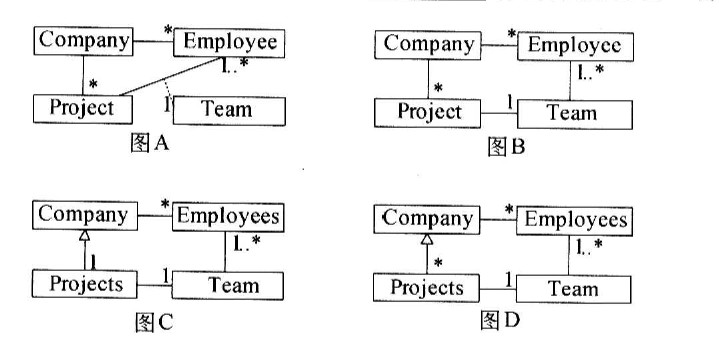 Company * Employee
1..*
*
Project 1 Team
图A
Company * Employee
1..*
*
Project 1 Team
图B
Company * Employees
1..*
1
Projects 1 Team
图C
Company * Employees
1..*
*
Projects 1 Team
图D